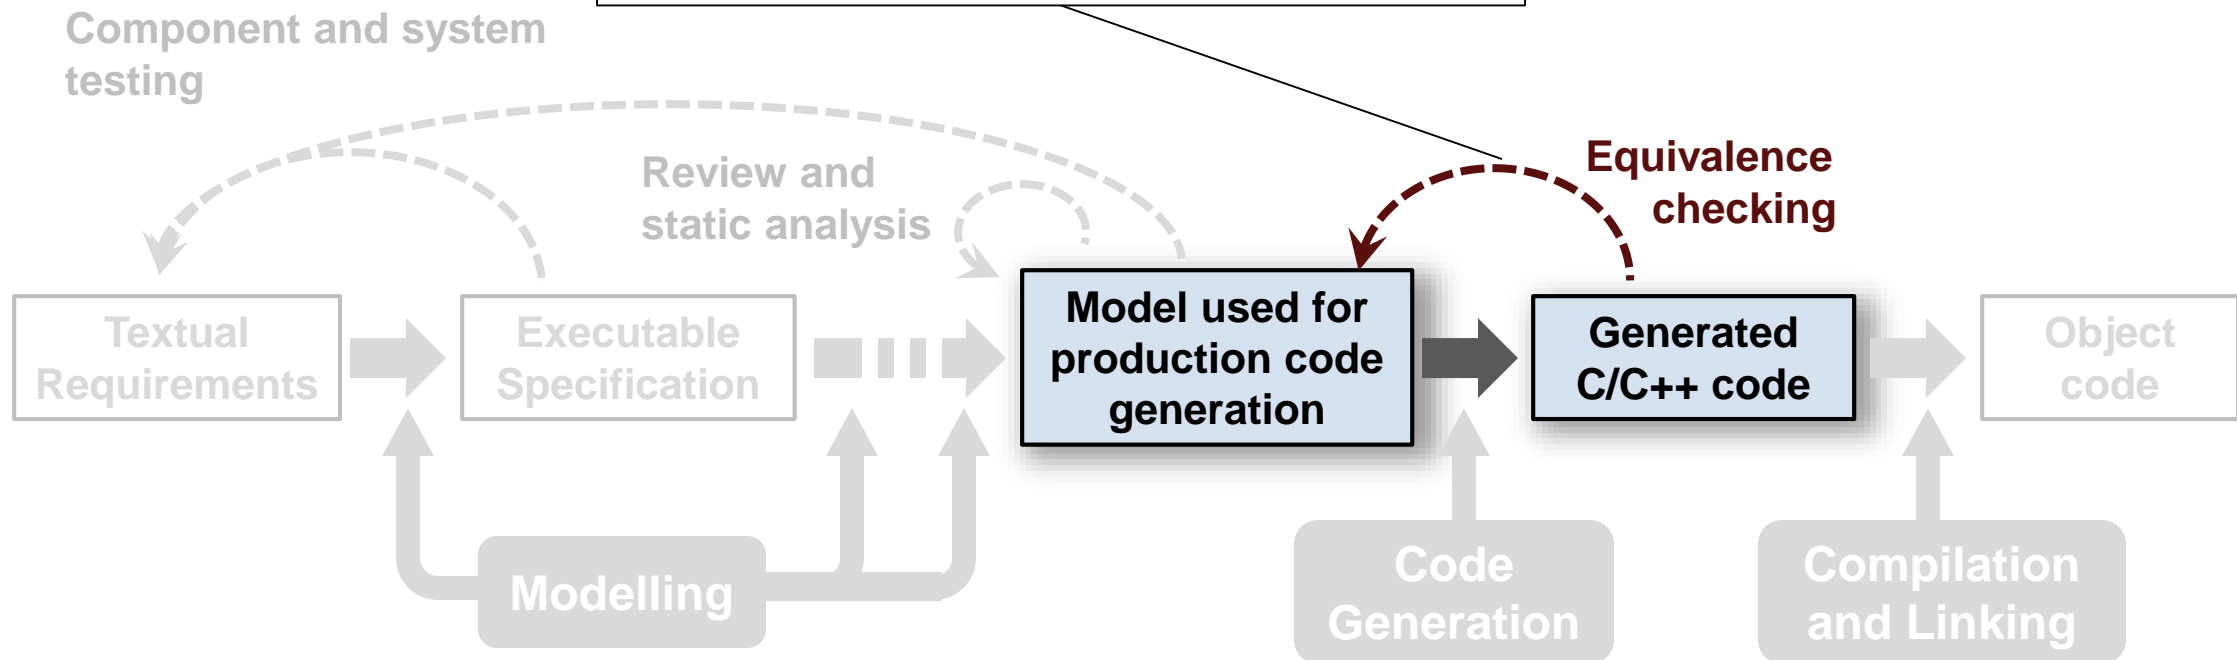 Component and system
testing
Review and
static analysis
Equivalence
checking
Textual
Requirements
Executable
Specification
Model used for
production code
generation
Generated
C/C++ code
Object
code
Modelling
Code
Generation
Compilation
and Linking